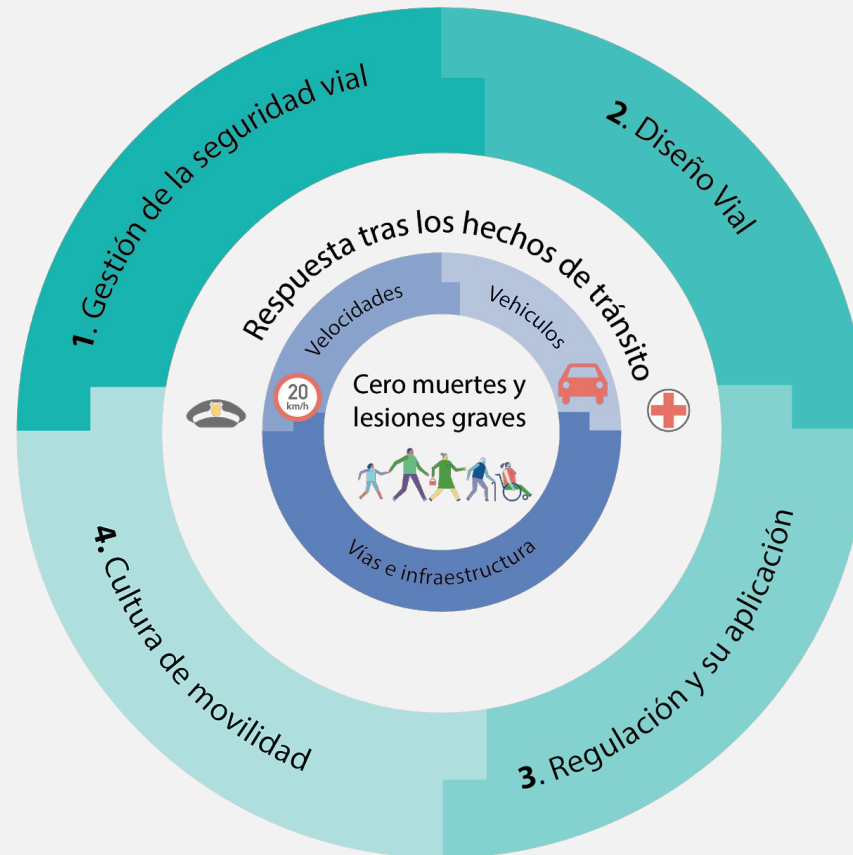 1. Gestión de la seguridad vial
2. Diseño Vial
Respuesta tras los hechos de tránsito
Velocidades
Vehiculos
20
km/h
Cero muertes y
lesiones graves
Vías e infraestructura
4. Cultura de movilidad
3. Regulación y su aplicación